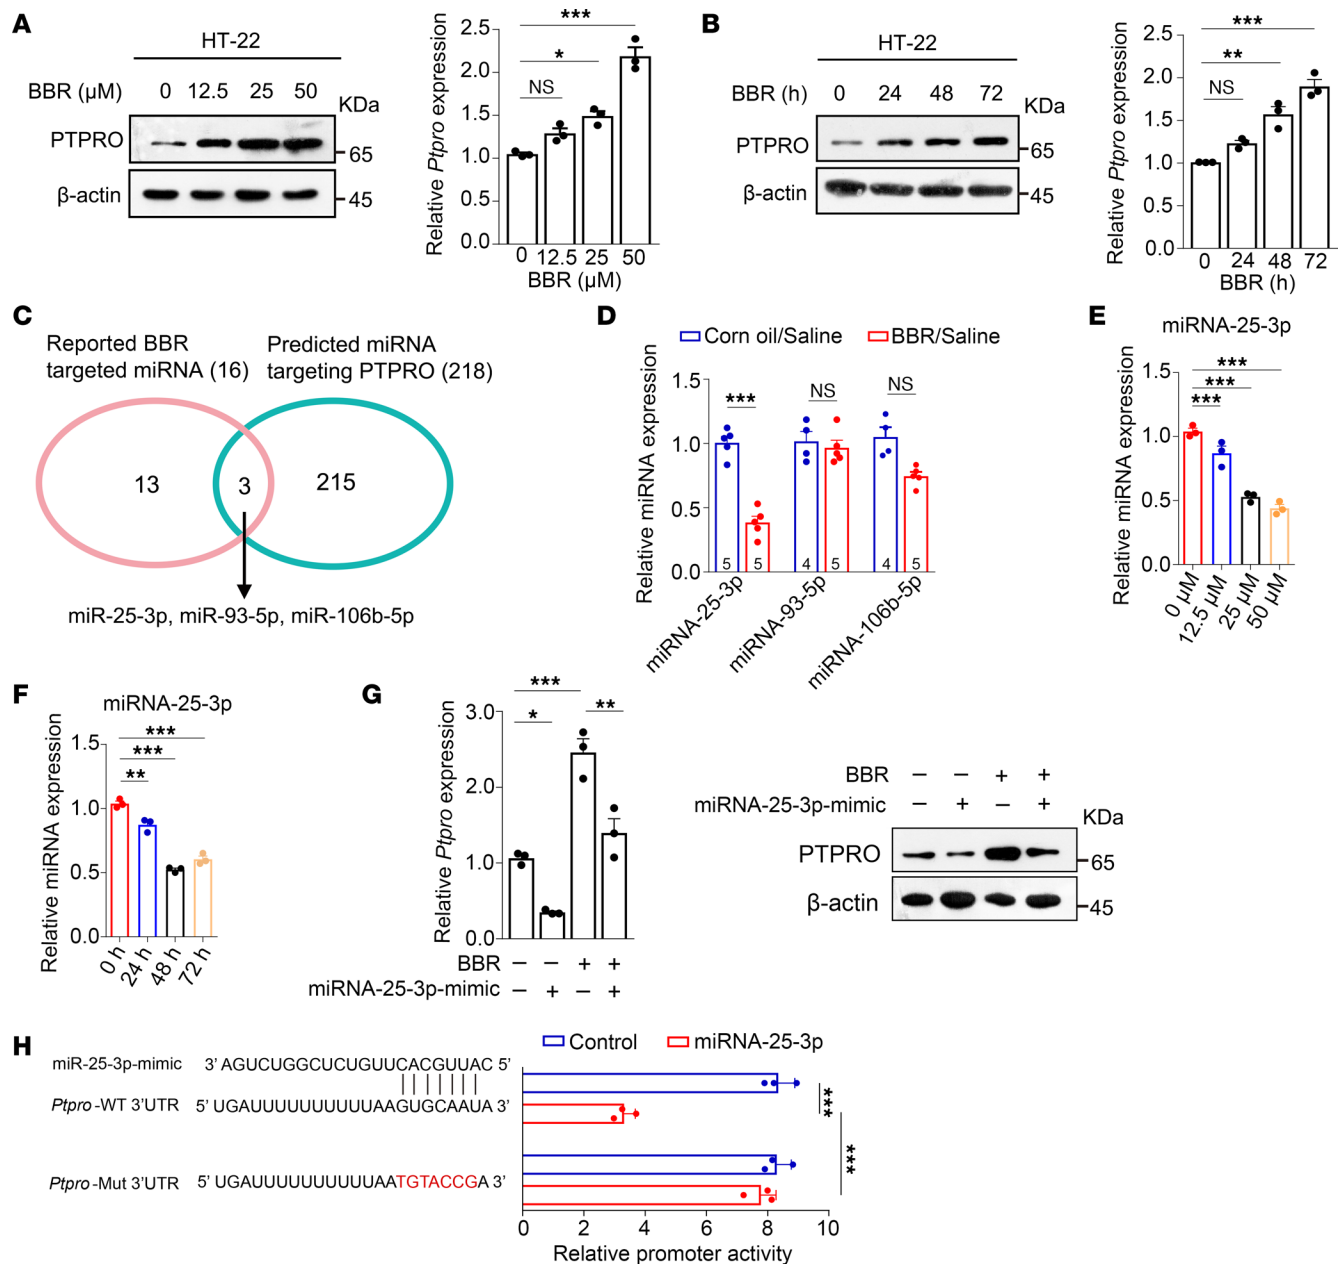 A
HT-22
BBR (µM) 0 12.5 25 50
KDa
PTPRO
65
β-actin
45
Relative Ptpro expression
2.5
2.0
1.5
1.0
0.5
0.0
***
*
NS
0 12.5 25 50
BBR (µM)
B
HT-22
BBR (h) 0 24 48 72
KDa
PTPRO
65
β-actin
45
Relative Ptpro expression
2.5
2.0
1.5
1.0
0.5
0.0
***
**
NS
0 24 48 72
BBR (h)
C
Reported BBR
targeted miRNA (16)
Predicted miRNA
targeting PTPRO (218)
13
3
215
miR-25-3p, miR-93-5p, miR-106b-5p
D
Corn oil/Saline
BBR/Saline
Relative miRNA expression
1.5
1.0
0.5
0.0
***
NS
NS
5 5 4 5 4 5
miRNA-25-3p
miRNA-93-5p
miRNA-106b-5p
E
miRNA-25-3p
Relative miRNA expression
1.5
1.0
0.5
0.0
***
***
***
0 µM
12.5 µM
25 µM
50 µM
F
miRNA-25-3p
Relative miRNA expression
1.5
1.0
0.5
0.0
***
***
**
0 h
24 h
48 h
72 h
G
Relative Ptpro expression
3.0
2.0
1.0
0.0
***
*
**
BBR − − + +
miRNA-25-3p-mimic − + − +
BBR − − + +
miRNA-25-3p-mimic − + − +
KDa
PTPRO
65
β-actin
45
H
Control
miRNA-25-3p
miR-25-3p-mimic 3' AGUCUGGCUCUGUUCACGUUAC 5'
Ptpro-WT 3'UTR 5' UGAUUUUUUUUUUAAGUGCAAUA 3'
Ptpro-Mut 3'UTR 5' UGAUUUUUUUUUUAATGTACCGA 3'
***
***
0 2 4 6 8 10
Relative promoter activity